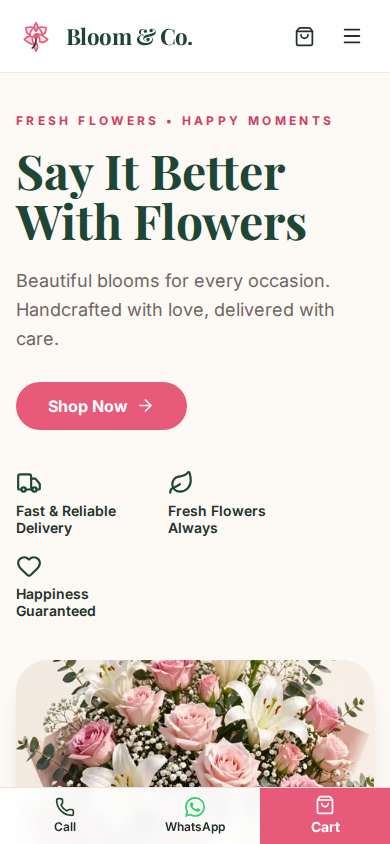 Bloom & Co.
FRESH FLOWERS • HAPPY MOMENTS
Say It Better
With Flowers
Beautiful blooms for every occasion.
Handcrafted with love, delivered with
care.
Shop Now
Fast & Reliable
Delivery
Fresh Flowers
Always
Happiness
Guaranteed
Call
WhatsApp
Cart